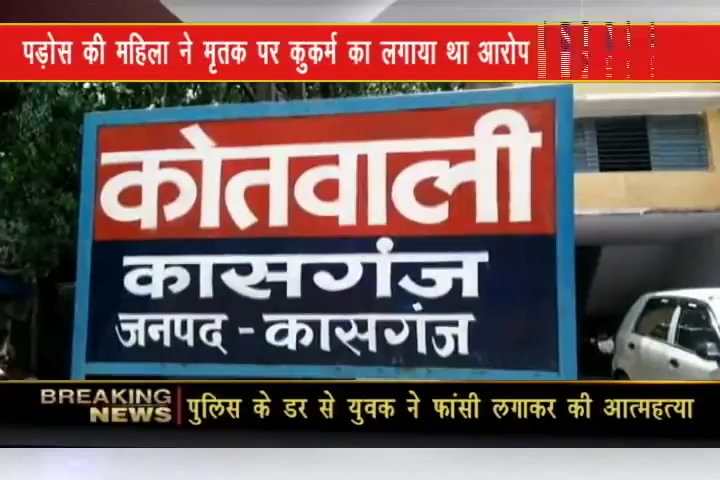 पड़ोस की महिला ने मृतक पर कुकर्म का लगाया था आरोप
कोतवाली
कासगंज
जनपद - कासगंज
BREAKING NEWS
पुलिस के डर से युवक ने फांसी लगाकर की आत्महत्या